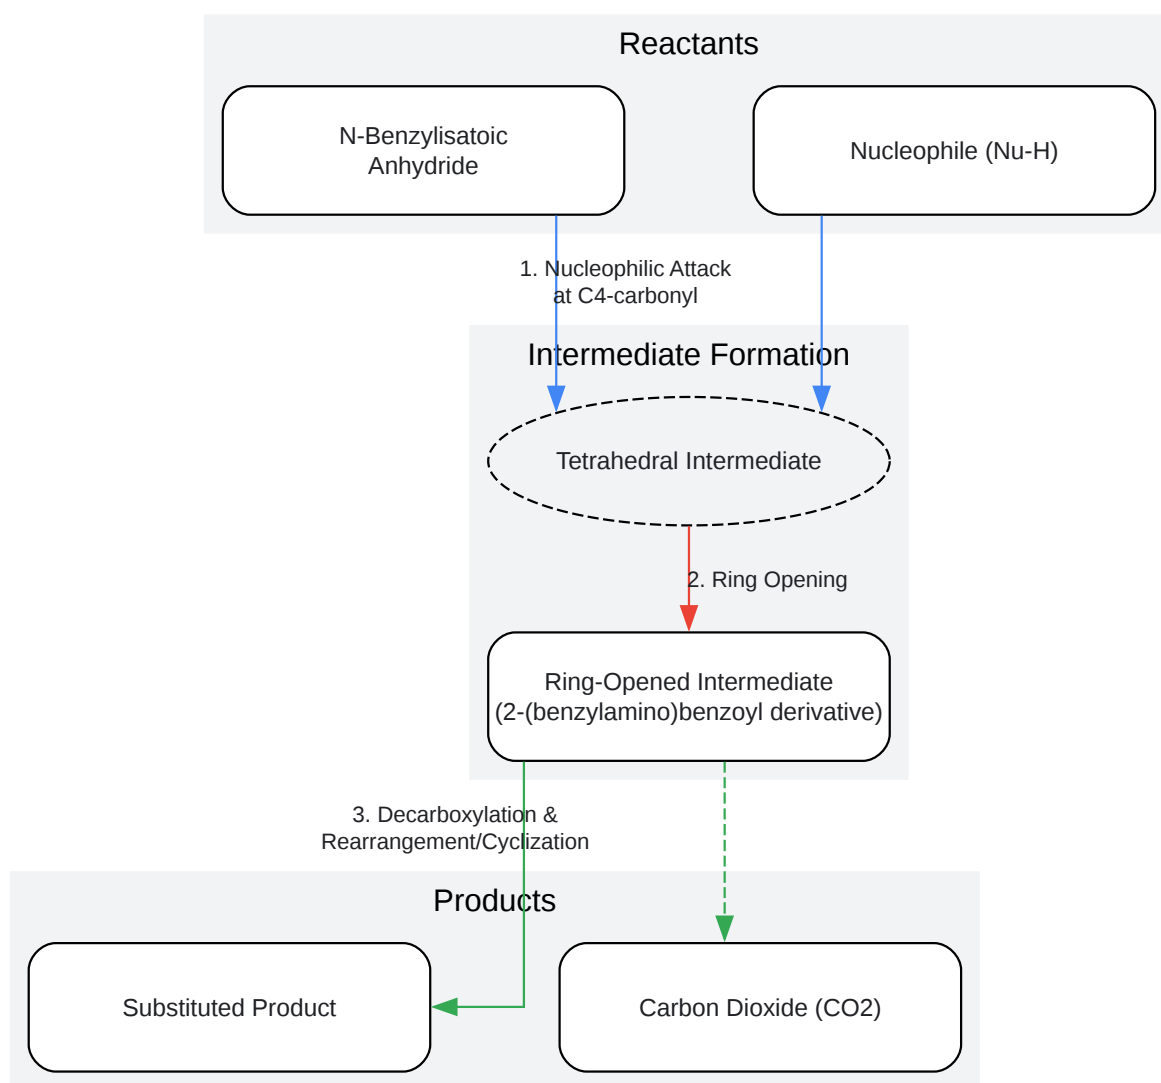 Reactants
N-Benzylisatoic
Anhydride
Nucleophile (Nu-H)
1. Nucleophilic Attack
at C4-carbonyl
Intermediate Formation
Tetrahedral Intermediate
2. Ring Opening
Ring-Opened Intermediate
(2-(benzylamino)benzoyl derivative)
3. Decarboxylation &
Rearrangement/Cyclization
Products
Substituted Product
Carbon Dioxide (CO2)